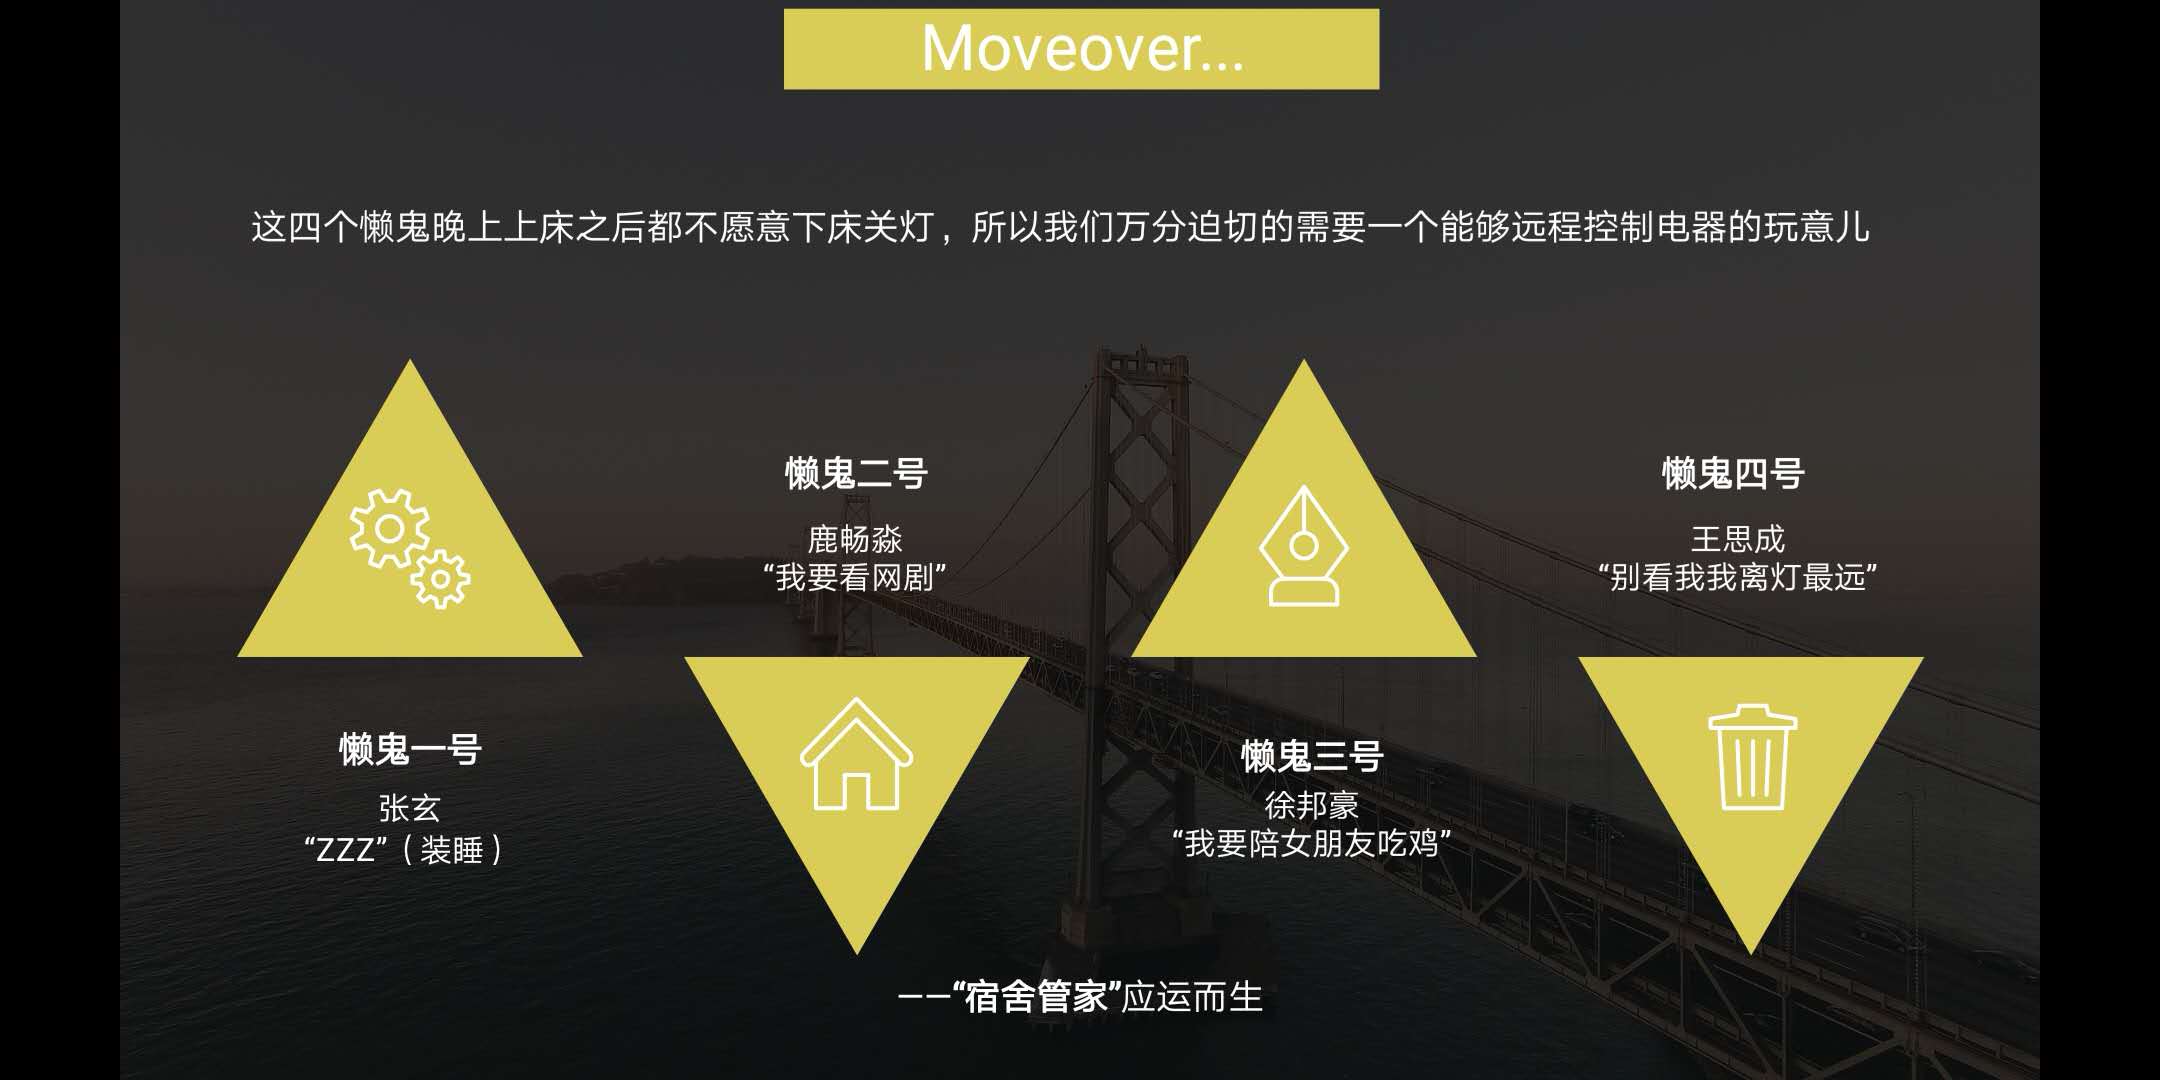 Moveover...
这四个懒鬼晚上上床之后都不愿意下床关灯，所以我们万分迫切的需要一个能够远程控制电器的玩意儿
懒鬼一号
张玄
“ZZZ”（装睡）
懒鬼二号
鹿畅淼
“我要看网剧”
懒鬼三号
徐邦豪
“我要陪女朋友吃鸡”
懒鬼四号
王思成
“别看我我离灯最远”
——“宿舍管家”应运而生